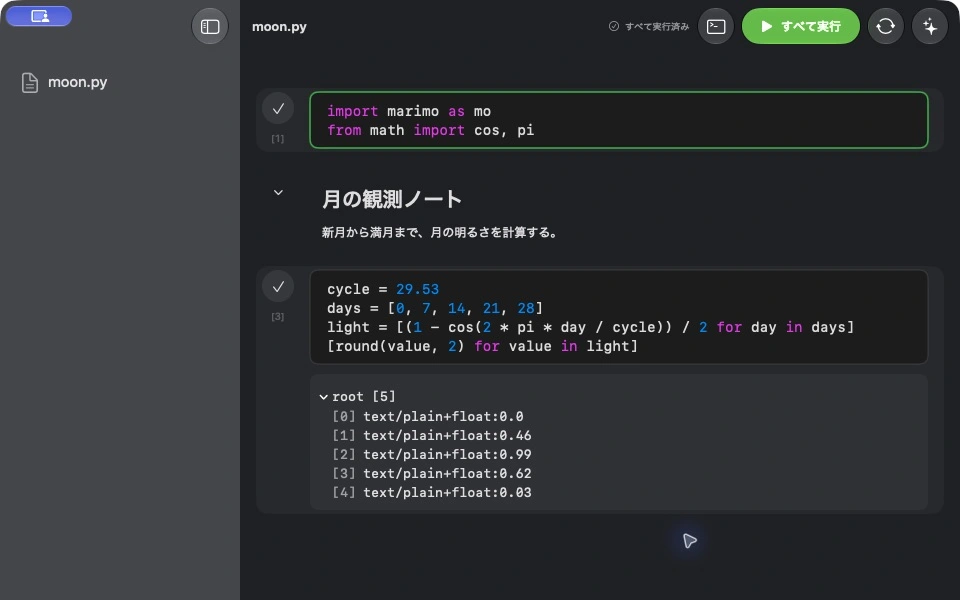 moon.py
すべて実行済み
すべて実行
moon.py
[1]
import marimo as mo
from math import cos, pi
月の観測ノート
新月から満月まで、月の明るさを計算する。
[3]
cycle = 29.53
days = [0, 7, 14, 21, 28]
light = [(1 - cos(2 * pi * day / cycle)) / 2 for day in days]
[round(value, 2) for value in light]
root [5]
[0] text/plain+float:0.0
[1] text/plain+float:0.46
[2] text/plain+float:0.99
[3] text/plain+float:0.62
[4] text/plain+float:0.03